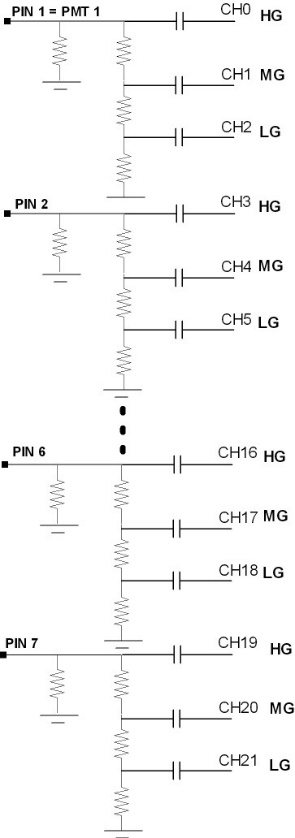 PIN 1 = PMT 1 CH0 HG
CH1 MG
CH2 LG
PIN 2 CH3 HG
CH4 MG
CH5 LG
PIN 6 CH16 HG
CH17 MG
CH18 LG
PIN 7 CH19 HG
CH20 MG
CH21 LG